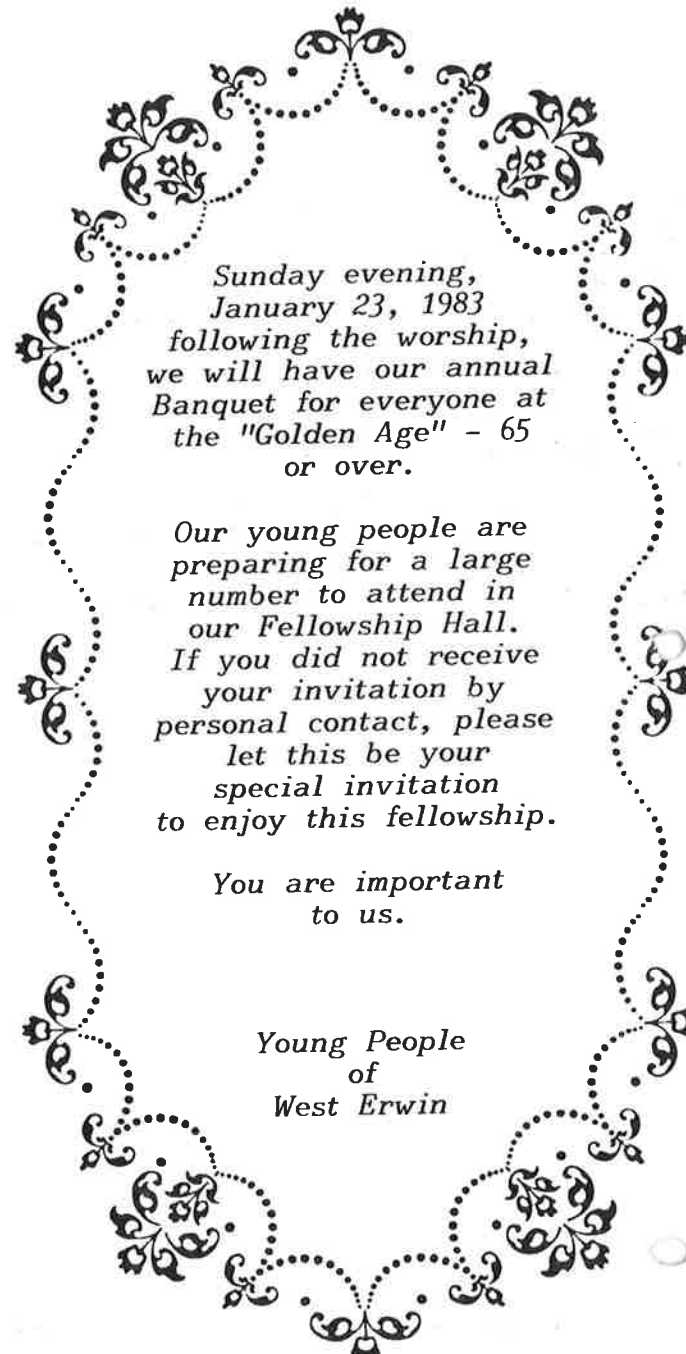 Sunday evening,
January 23, 1983
following the worship,
we will have our annual
Banquet for everyone at
the "Golden Age" - 65
or over.
Our young people are
preparing for a large
number to attend in
our Fellowship Hall.
If you did not receive
your invitation by
personal contact, please
let this be your
special invitation
to enjoy this fellowship.
You are important
to us.
Young People
of
West Erwin